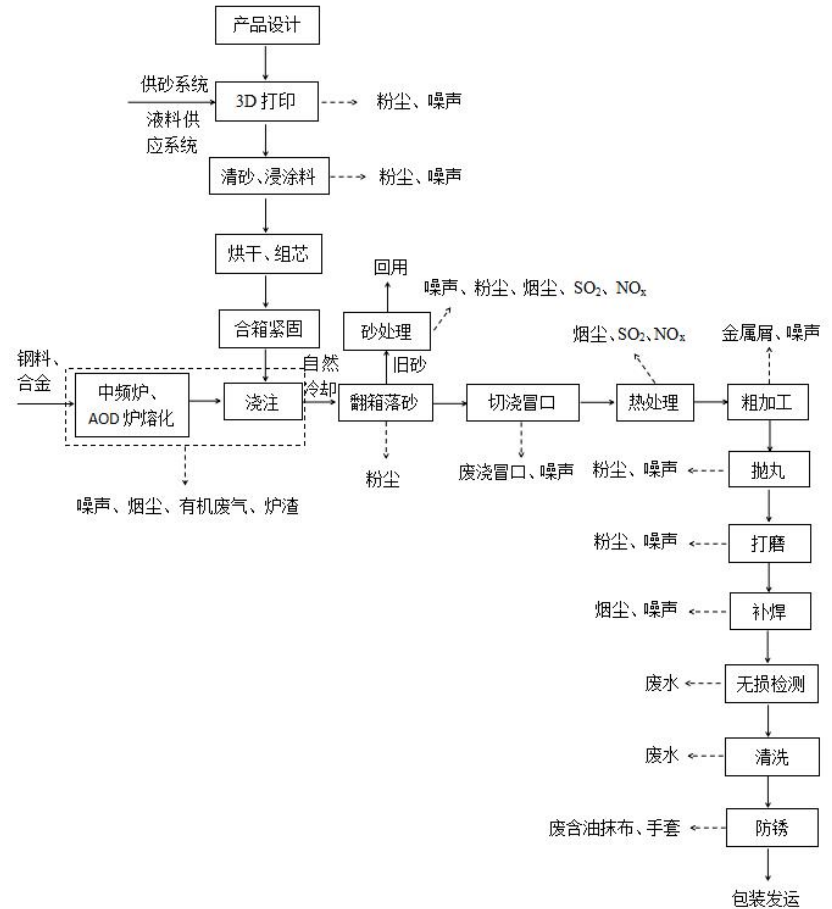 产品设计
供砂系统
3D 打印
粉尘、噪声
液料供
应系统
清砂、浸涂料
粉尘、噪声
烘干、组芯
回用
噪声、粉尘、烟尘、SO₂、NOₓ
合箱紧固
砂处理
烟尘、SO₂、NOₓ
金属屑、噪声
钢料、
合金
自然
冷却
旧砂
中频炉、
AOD 炉熔化
浇注
翻箱落砂
切浇冒口
热处理
粗加工
粉尘
废浇冒口、噪声
噪声、烟尘、有机废气、炉渣
粉尘、噪声
抛丸
粉尘、噪声
打磨
烟尘、噪声
补焊
废水
无损检测
废水
清洗
废含油抹布、手套
防锈
包装发运